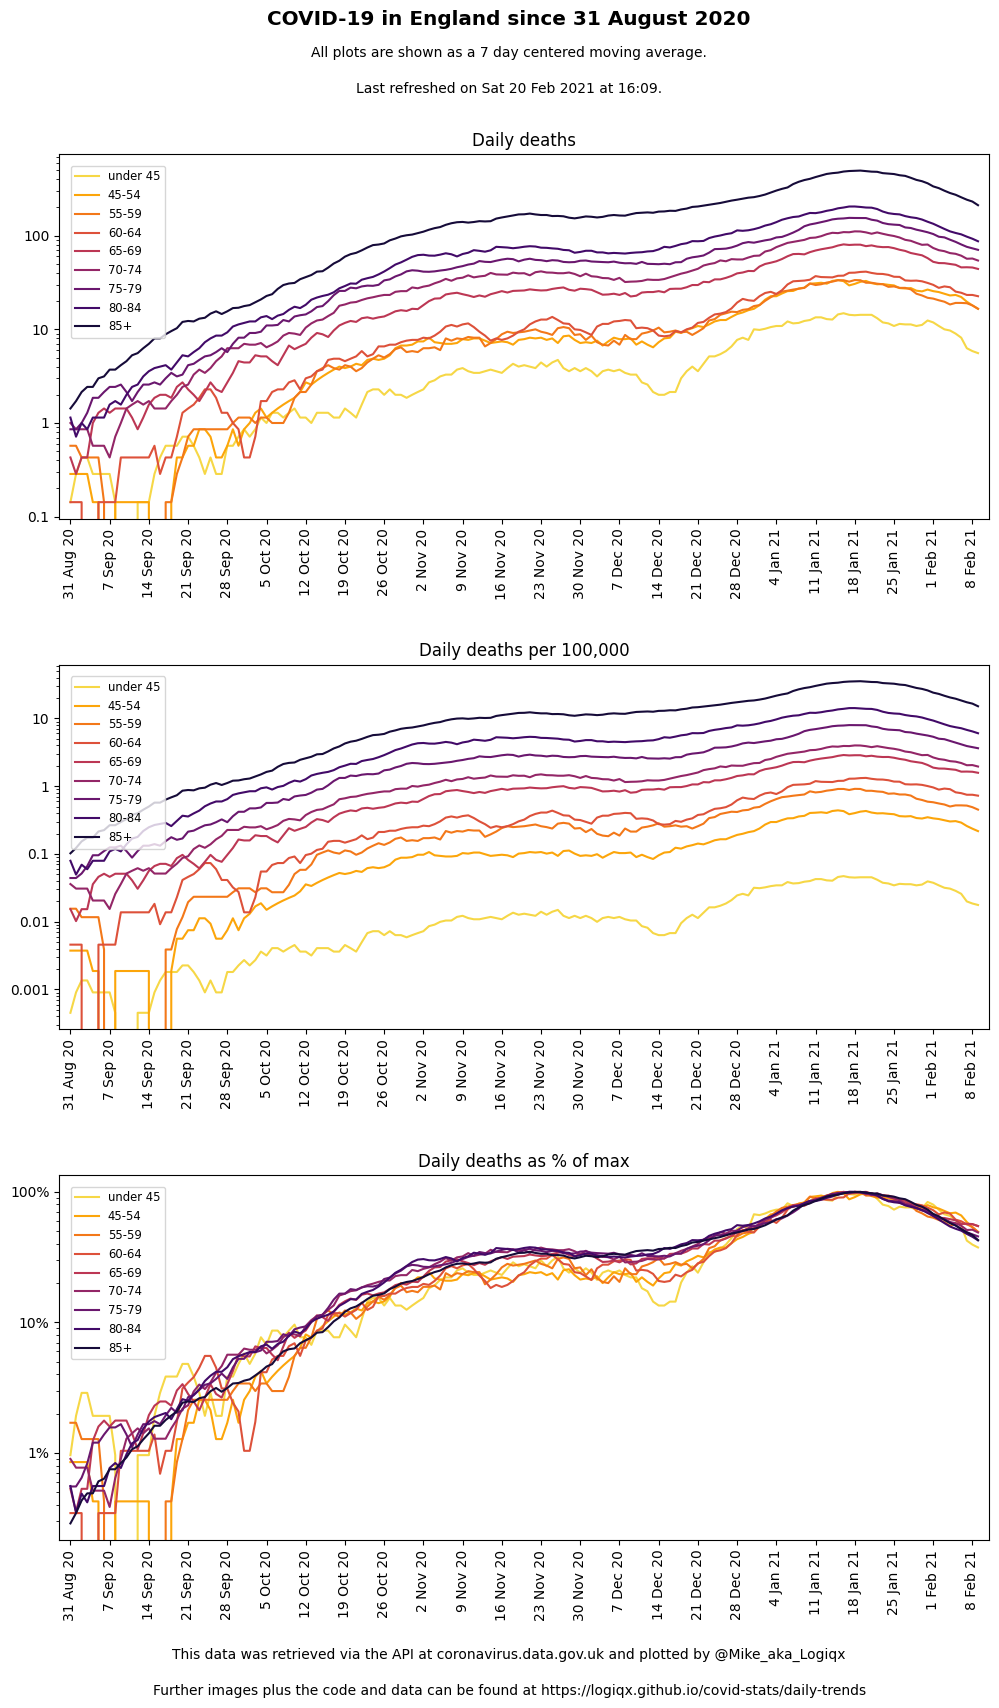 COVID-19 in England since 31 August 2020
All plots are shown as a 7 day centered moving average.
Last refreshed on Sat 20 Feb 2021 at 16:09.
Daily deaths
under 45
45-54
55-59
60-64
65-69
70-74
75-79
80-84
85+
100
10
1
0.1
31 Aug 20
7 Sep 20
14 Sep 20
21 Sep 20
28 Sep 20
5 Oct 20
12 Oct 20
19 Oct 20
26 Oct 20
2 Nov 20
9 Nov 20
16 Nov 20
23 Nov 20
30 Nov 20
7 Dec 20
14 Dec 20
21 Dec 20
28 Dec 20
4 Jan 21
11 Jan 21
18 Jan 21
25 Jan 21
1 Feb 21
8 Feb 21
Daily deaths per 100,000
under 45
45-54
55-59
60-64
65-69
70-74
75-79
80-84
85+
10
1
0.1
0.01
0.001
31 Aug 20
7 Sep 20
14 Sep 20
21 Sep 20
28 Sep 20
5 Oct 20
12 Oct 20
19 Oct 20
26 Oct 20
2 Nov 20
9 Nov 20
16 Nov 20
23 Nov 20
30 Nov 20
7 Dec 20
14 Dec 20
21 Dec 20
28 Dec 20
4 Jan 21
11 Jan 21
18 Jan 21
25 Jan 21
1 Feb 21
8 Feb 21
Daily deaths as % of max
under 45
45-54
55-59
60-64
65-69
70-74
75-79
80-84
85+
100%
10%
1%
31 Aug 20
7 Sep 20
14 Sep 20
21 Sep 20
28 Sep 20
5 Oct 20
12 Oct 20
19 Oct 20
26 Oct 20
2 Nov 20
9 Nov 20
16 Nov 20
23 Nov 20
30 Nov 20
7 Dec 20
14 Dec 20
21 Dec 20
28 Dec 20
4 Jan 21
11 Jan 21
18 Jan 21
25 Jan 21
1 Feb 21
8 Feb 21
This data was retrieved via the API at coronavirus.data.gov.uk and plotted by @Mike_aka_Logiqx
Further images plus the code and data can be found at https://logiqx.github.io/covid-stats/daily-trends